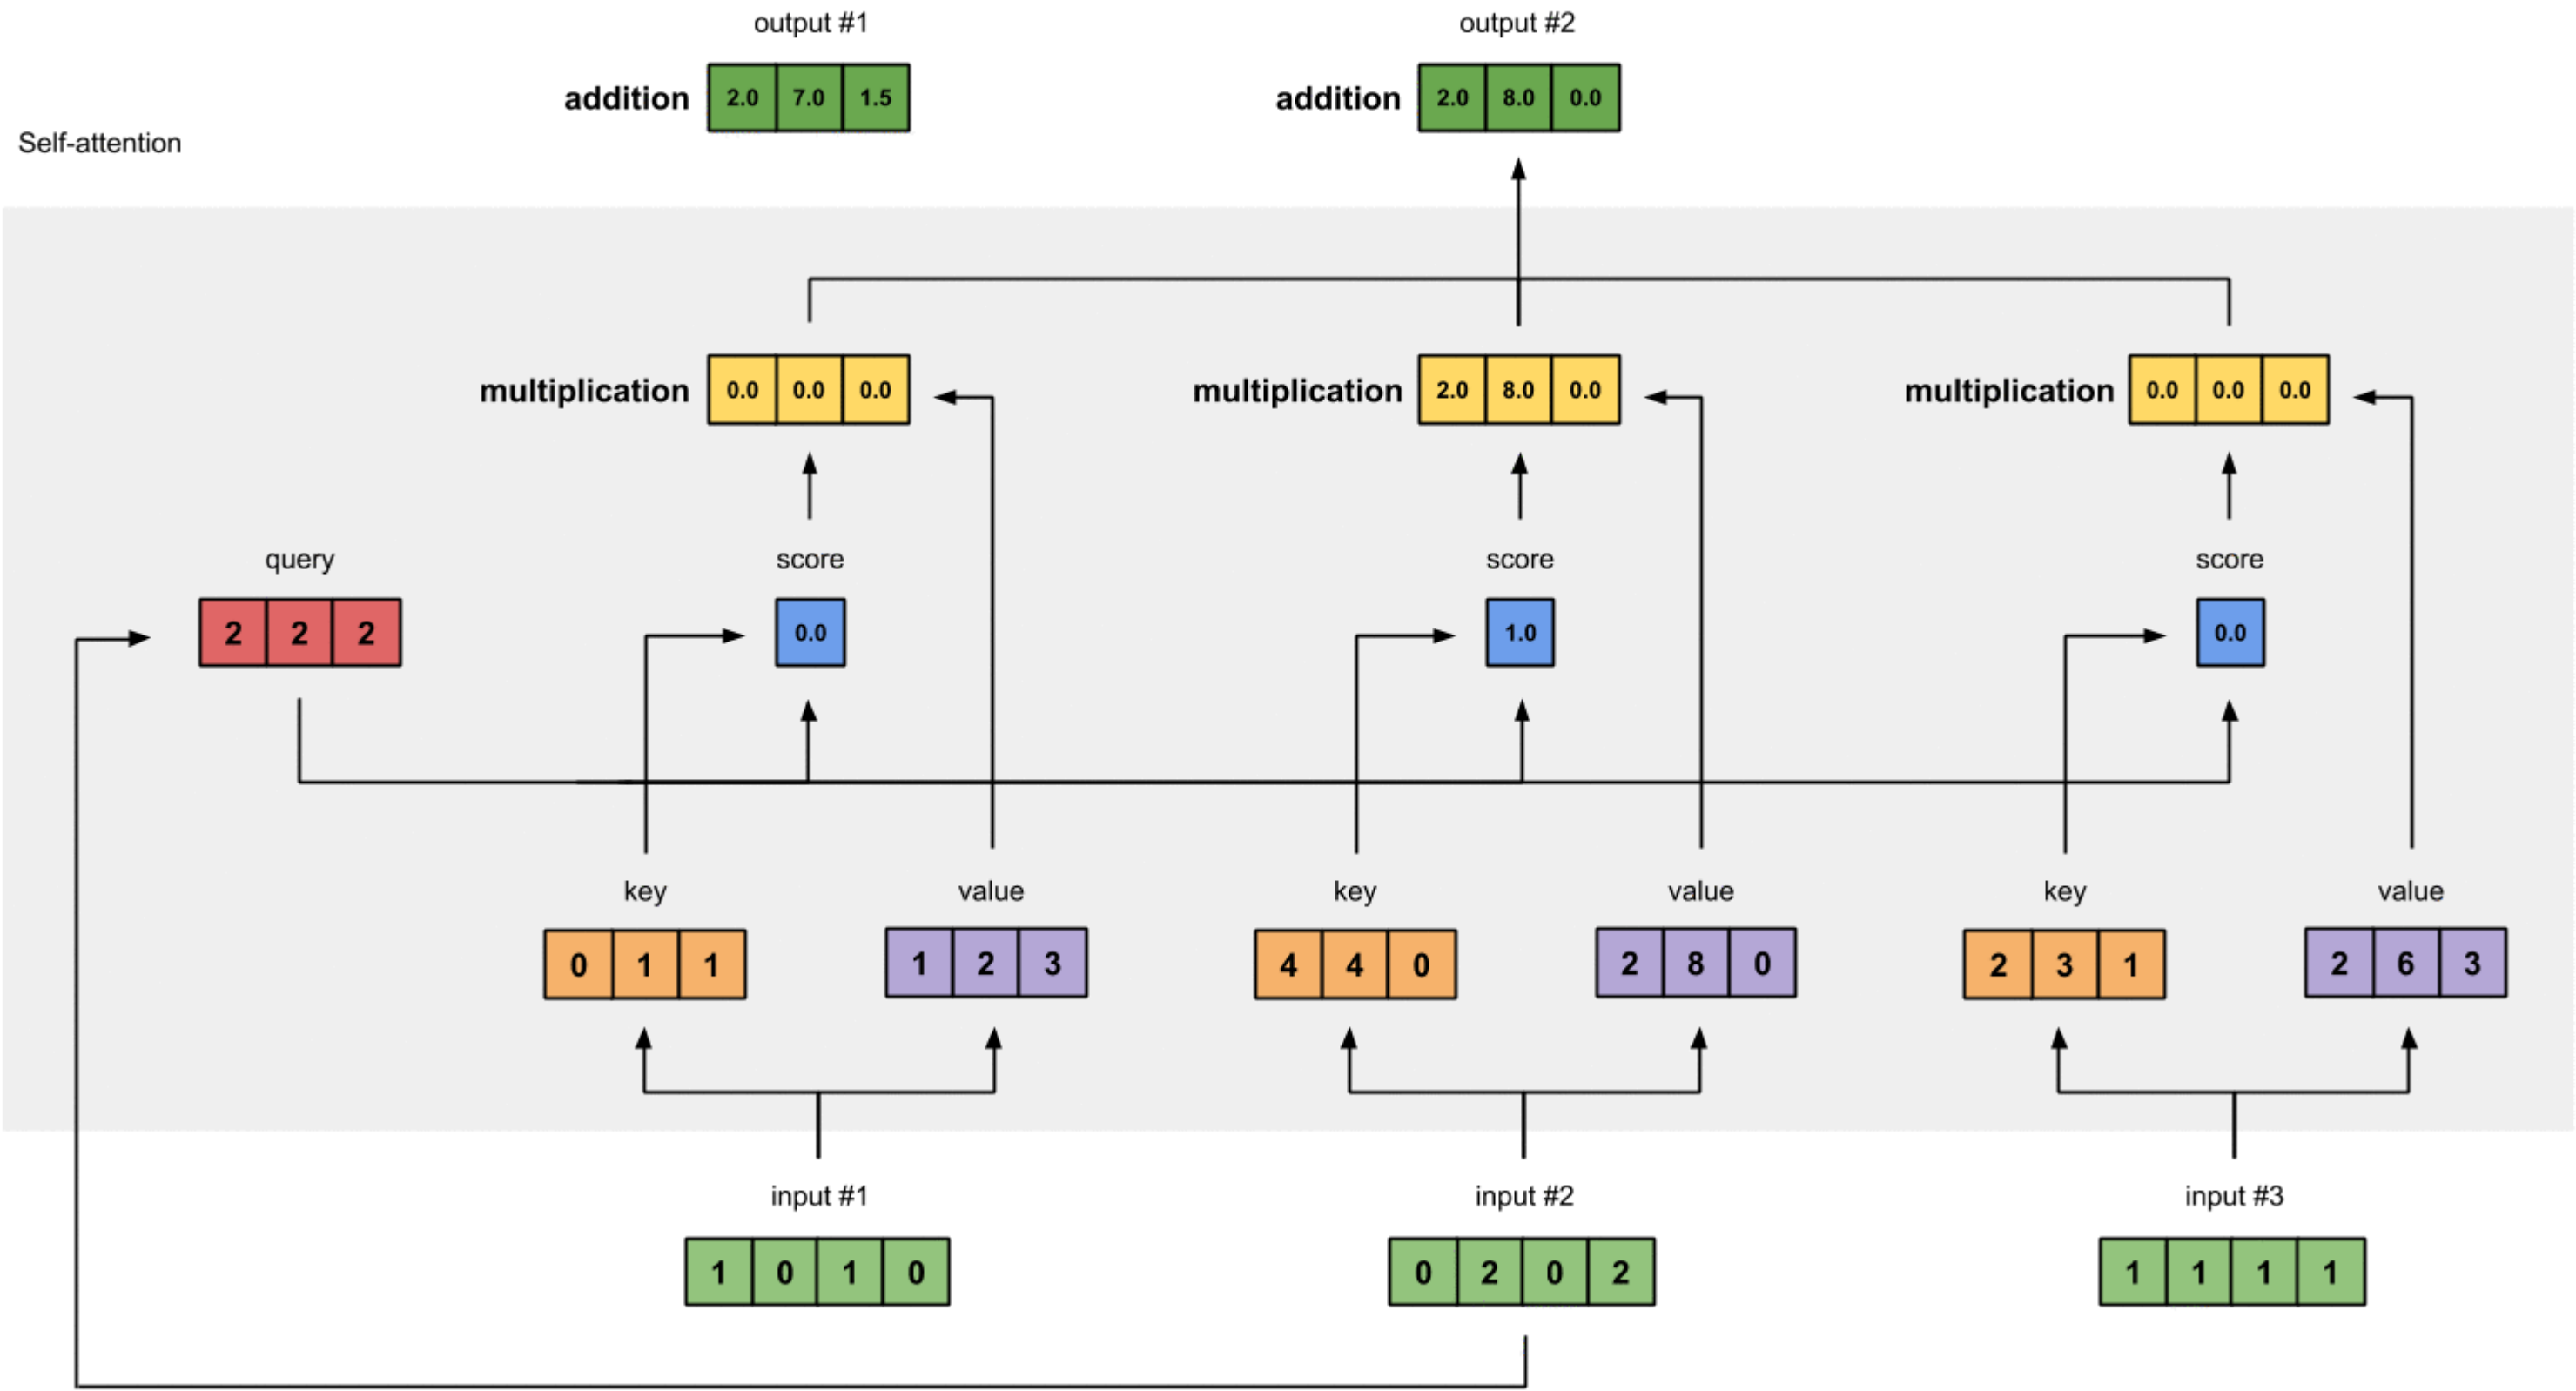 output #1
output #2
addition 2.0 7.0 1.5
addition 2.0 8.0 0.0
Self-attention
multiplication 0.0 0.0 0.0
multiplication 2.0 8.0 0.0
multiplication 0.0 0.0 0.0
query
score
score
score
2 2 2
0.0
1.0
0.0
key
value
key
value
key
value
0 1 1
1 2 3
4 4 0
2 8 0
2 3 1
2 6 3
input #1
input #2
input #3
1 0 1 0
0 2 0 2
1 1 1 1